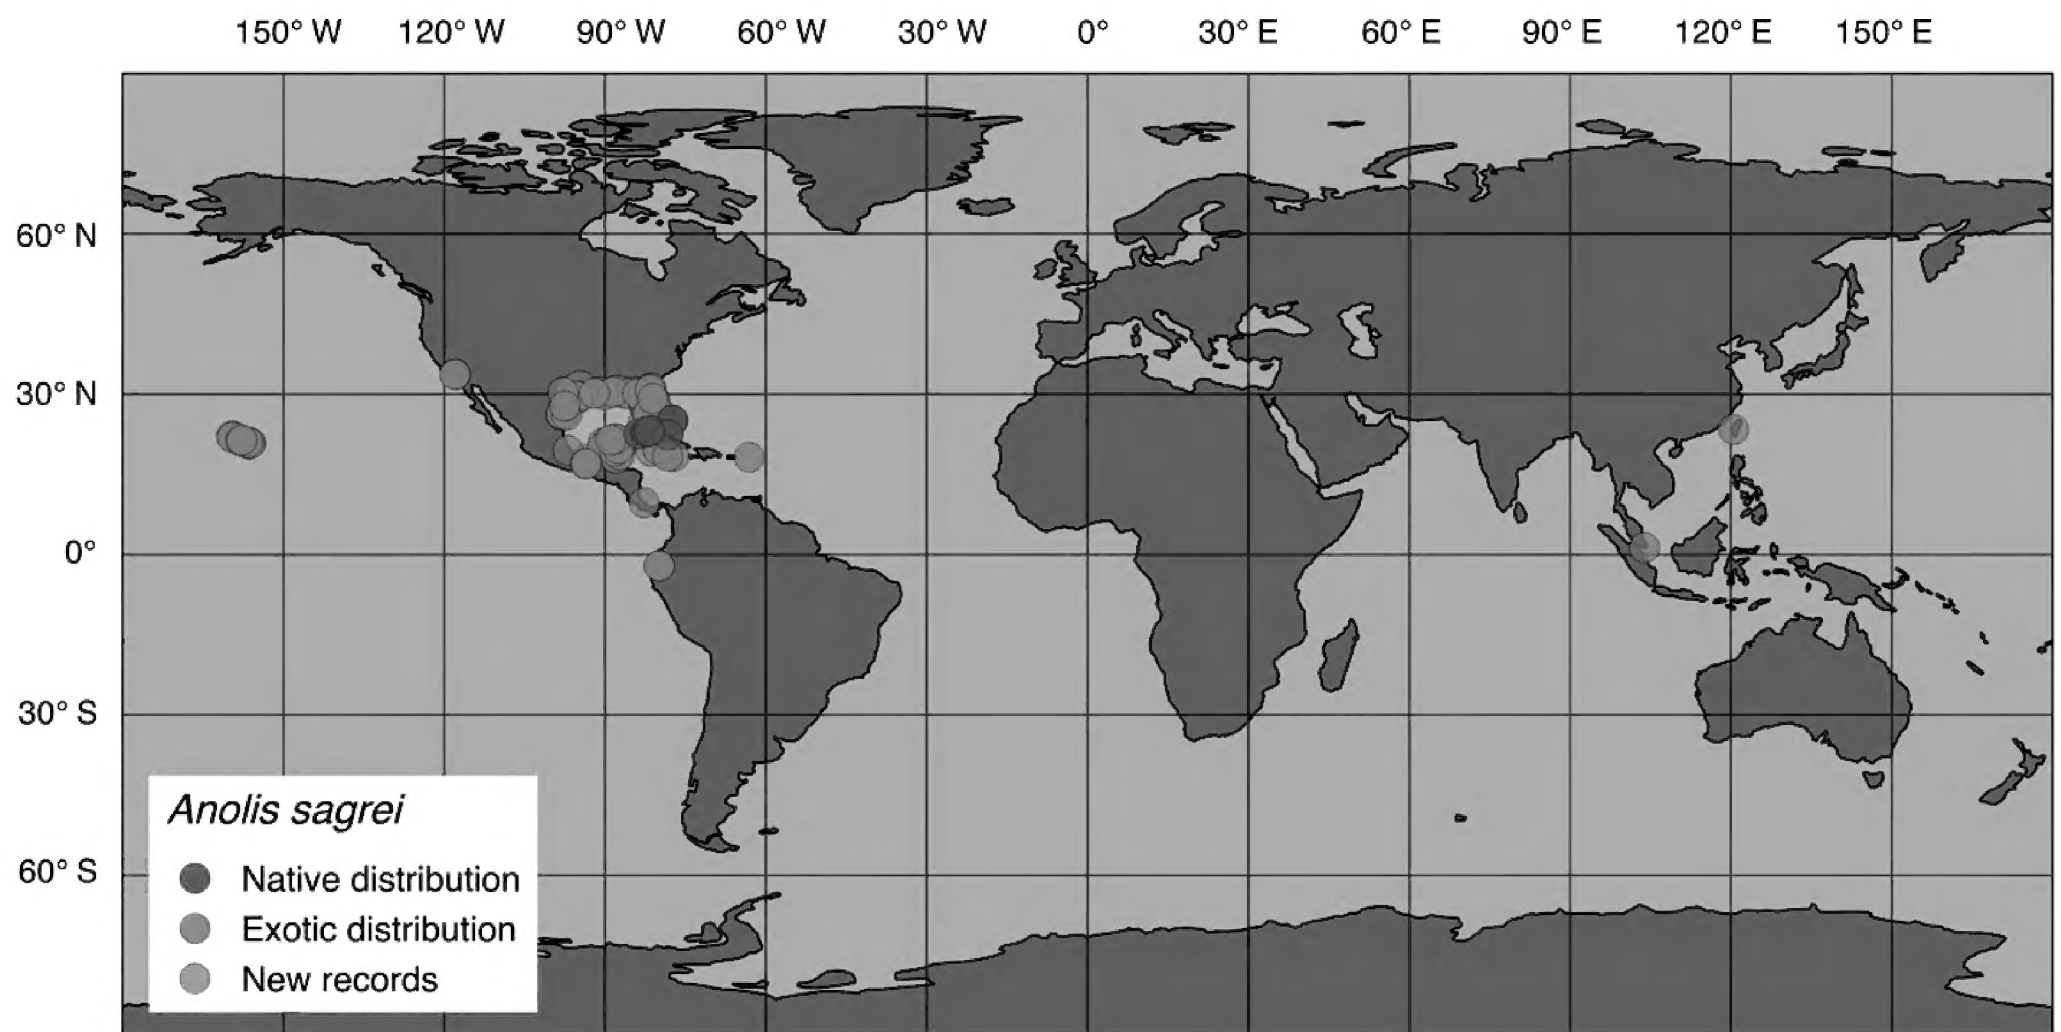 150° W 120° W 90° W 60° W 30° W 0° 30° E 60° E 90° E 120° E 150° E
60° N
30° N
0°
30° S
60° S
Anolis sagrei
Native distribution
Exotic distribution
New records